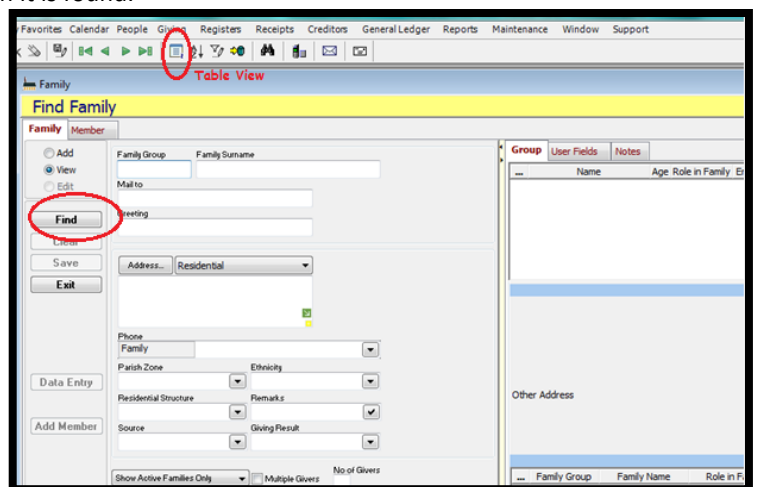 Favorites Calendar People Giving Registers Receipts Creditors General Ledger Reports Maintenance Window Support
Table View
Family
Find Family
Family Member
Add
View
Edit
Find
Clear
Save
Exit
Data Entry
Add Member
Family Group Family Surname
Mail to
Greeting
Address... Residential
Phone
Family
Parish Zone Ethnicity
Residential Structure Remarks
Source Giving Result
Show Active Families Only Multiple Givers No of Givers
Group User Fields Notes
... Name Age Role in Family
Other Address
... Family Group Family Name Role in